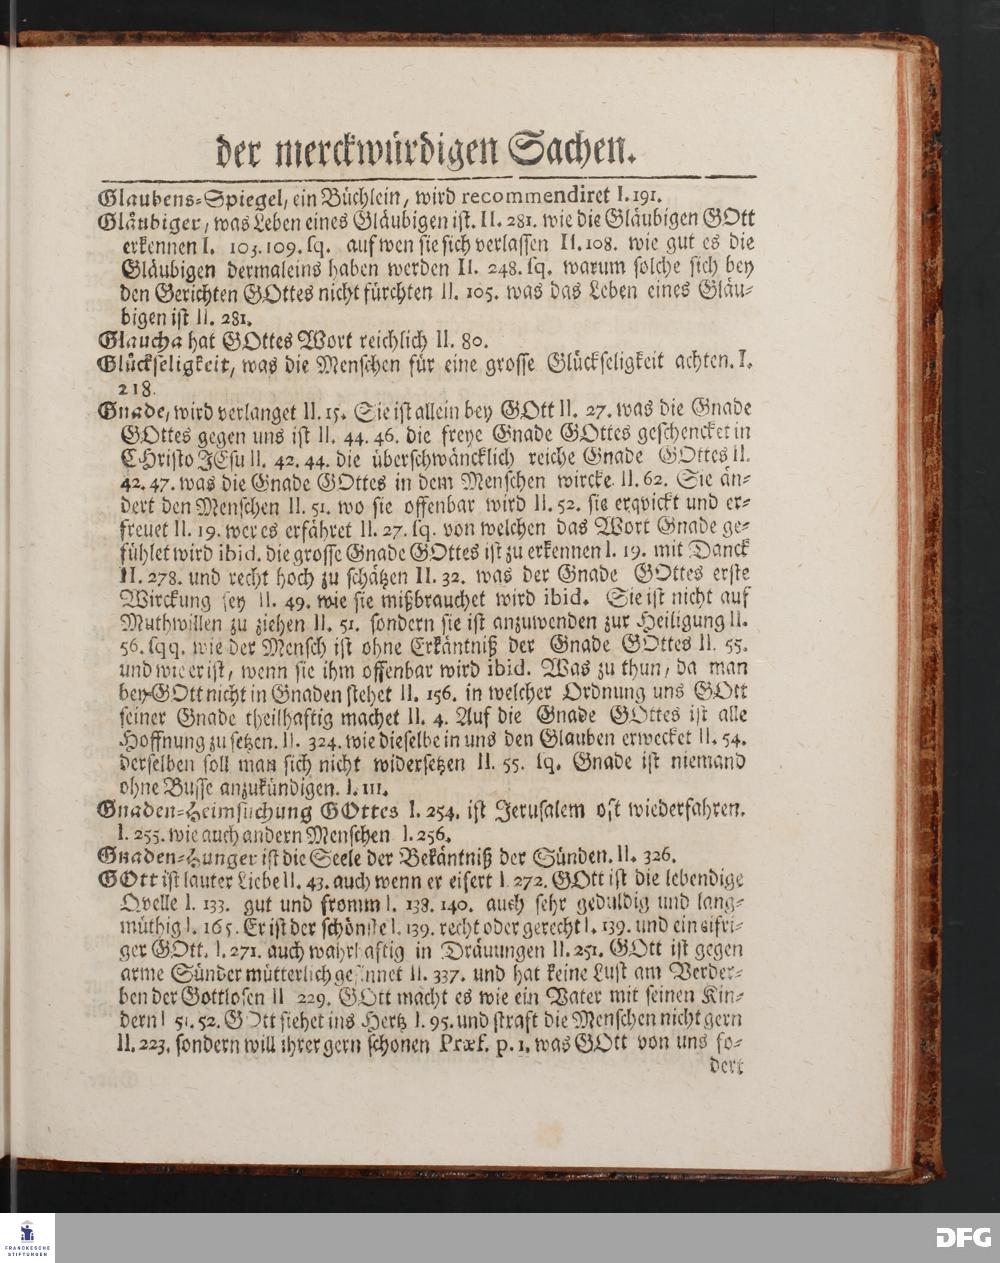 der merckwürdigen Sachen.
Glaubens-Spiegel, ein Büchlein, wird recommendiret I. 191.
Gläubiger, was Leben eines Gläubigen ist. II. 281. wie die Gläubigen GOtt
erkennen I. 103. 109. sq. auf wen sie sich verlassen II. 108. wie gut es die
Gläubigen dermaleins haben werden II. 248. sq. warum solche sich bey
den Gerichten GOttes nicht fürchten II. 105. was das Leben eines Gläu-
bigen ist II. 281.
Glaucha hat GOttes Wort reichlich II. 80.
Glückseligkeit, was die Menschen für eine grosse Glückseligkeit achten. I.
218.
Gnade, wird verlanget II. 15. Sie ist allein bey GOtt II. 27. was die Gnade
GOttes gegen uns ist II. 44. 46. die freye Gnade GOttes geschencket in
CHristo JEsu II. 42. 44. die überschwäncklich reiche Gnade GOttes II.
42. 47. was die Gnade GOttes in dem Menschen wircke II. 62. Sie än-
dert den Menschen II. 51. wo sie offenbar wird II. 52. sie erqvickt und er-
freuet II. 19. wer es erfähret II. 27. sq. von welchen das Wort Gnade ge-
fühlet wird ibid. die grosse Gnade GOttes ist zu erkennen I. 19. mit Danck
II. 278. und recht hoch zu schätzen II. 32. was der Gnade GOttes erste
Wirckung sey II. 49. wie sie mißbrauchet wird ibid. Sie ist nicht auf
Muthwillen zu ziehen II. 51. sondern sie ist anzuwenden zur Heiligung II.
56. sqq. wie der Mensch ist ohne Erkäntniß der Gnade GOttes II. 55.
und wie er ist, wenn sie ihm offenbar wird ibid. Was zu thun, da man
bey GOtt nicht in Gnaden stehet II. 156. in welcher Ordnung uns GOtt
seiner Gnade theilhaftig machet II. 4. Auf die Gnade GOttes ist alle
Hoffnung zu setzen. II. 324. wie dieselbe in uns den Glauben erwecket II. 54.
derselben soll man sich nicht widersetzen II. 55. sq. Gnade ist niemand
ohne Busse anzukündigen. I. 111.
Gnaden-Heimsuchung GOttes I. 254. ist Jerusalem oft wiederfahren.
I. 255. wie auch andern Menschen I. 256.
Gnaden-Hunger ist die Seele der Bekäntniß der Sünden. II. 326.
GOtt ist lauter Liebe II. 43. auch wenn er eifert I. 272. GOtt ist die lebendige
Qvelle I. 133. gut und fromm I. 138. 140. auch sehr geduldig und lang-
müthig I. 165. Er ist der schönste I. 139. recht oder gerecht I. 139. und ein eifri-
ger GOtt. I. 271. auch wahrhaftig in Dräuungen II. 251. GOtt ist gegen
arme Sünder mütterlich gesinnet II. 337. und hat keine Lust am Verder-
ben der Gottlosen II 229. GOtt macht es wie ein Vater mit seinen Kin-
dern I 51. 52. GOtt siehet ins Hertz I. 95. und straft die Menschen nicht gern
II. 223. sondern will ihrer gern schonen Præf. p. 1. was GOtt von uns fo-
dert
FRANCKESCHE
STIFTUNGEN
DFG